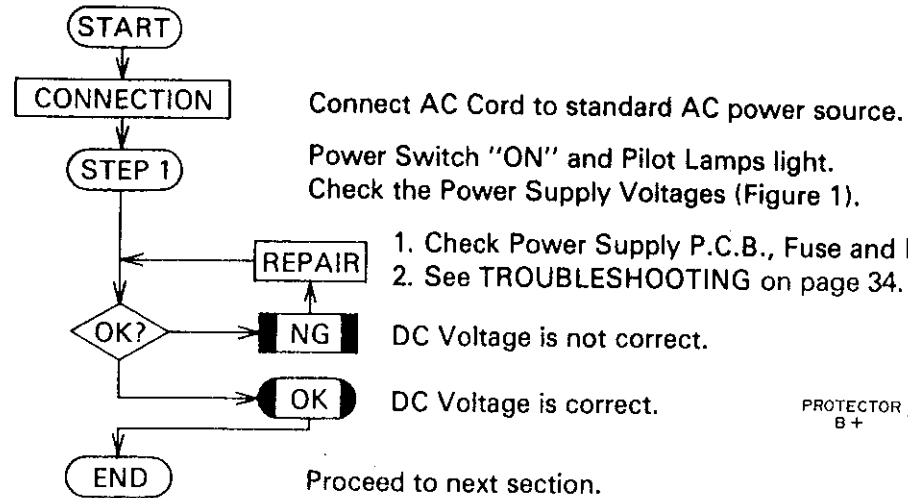 START
CONNECTION
Connect AC Cord to standard AC power source.
STEP 1
Power Switch "ON" and Pilot Lamps light.
Check the Power Supply Voltages (Figure 1).
REPAIR
1. Check Power Supply P.C.B., Fuse and
2. See TROUBLESHOOTING on page 34.
OK?
NG
DC Voltage is not correct.
OK
DC Voltage is correct.
PROTECTOR
B +
END
Proceed to next section.